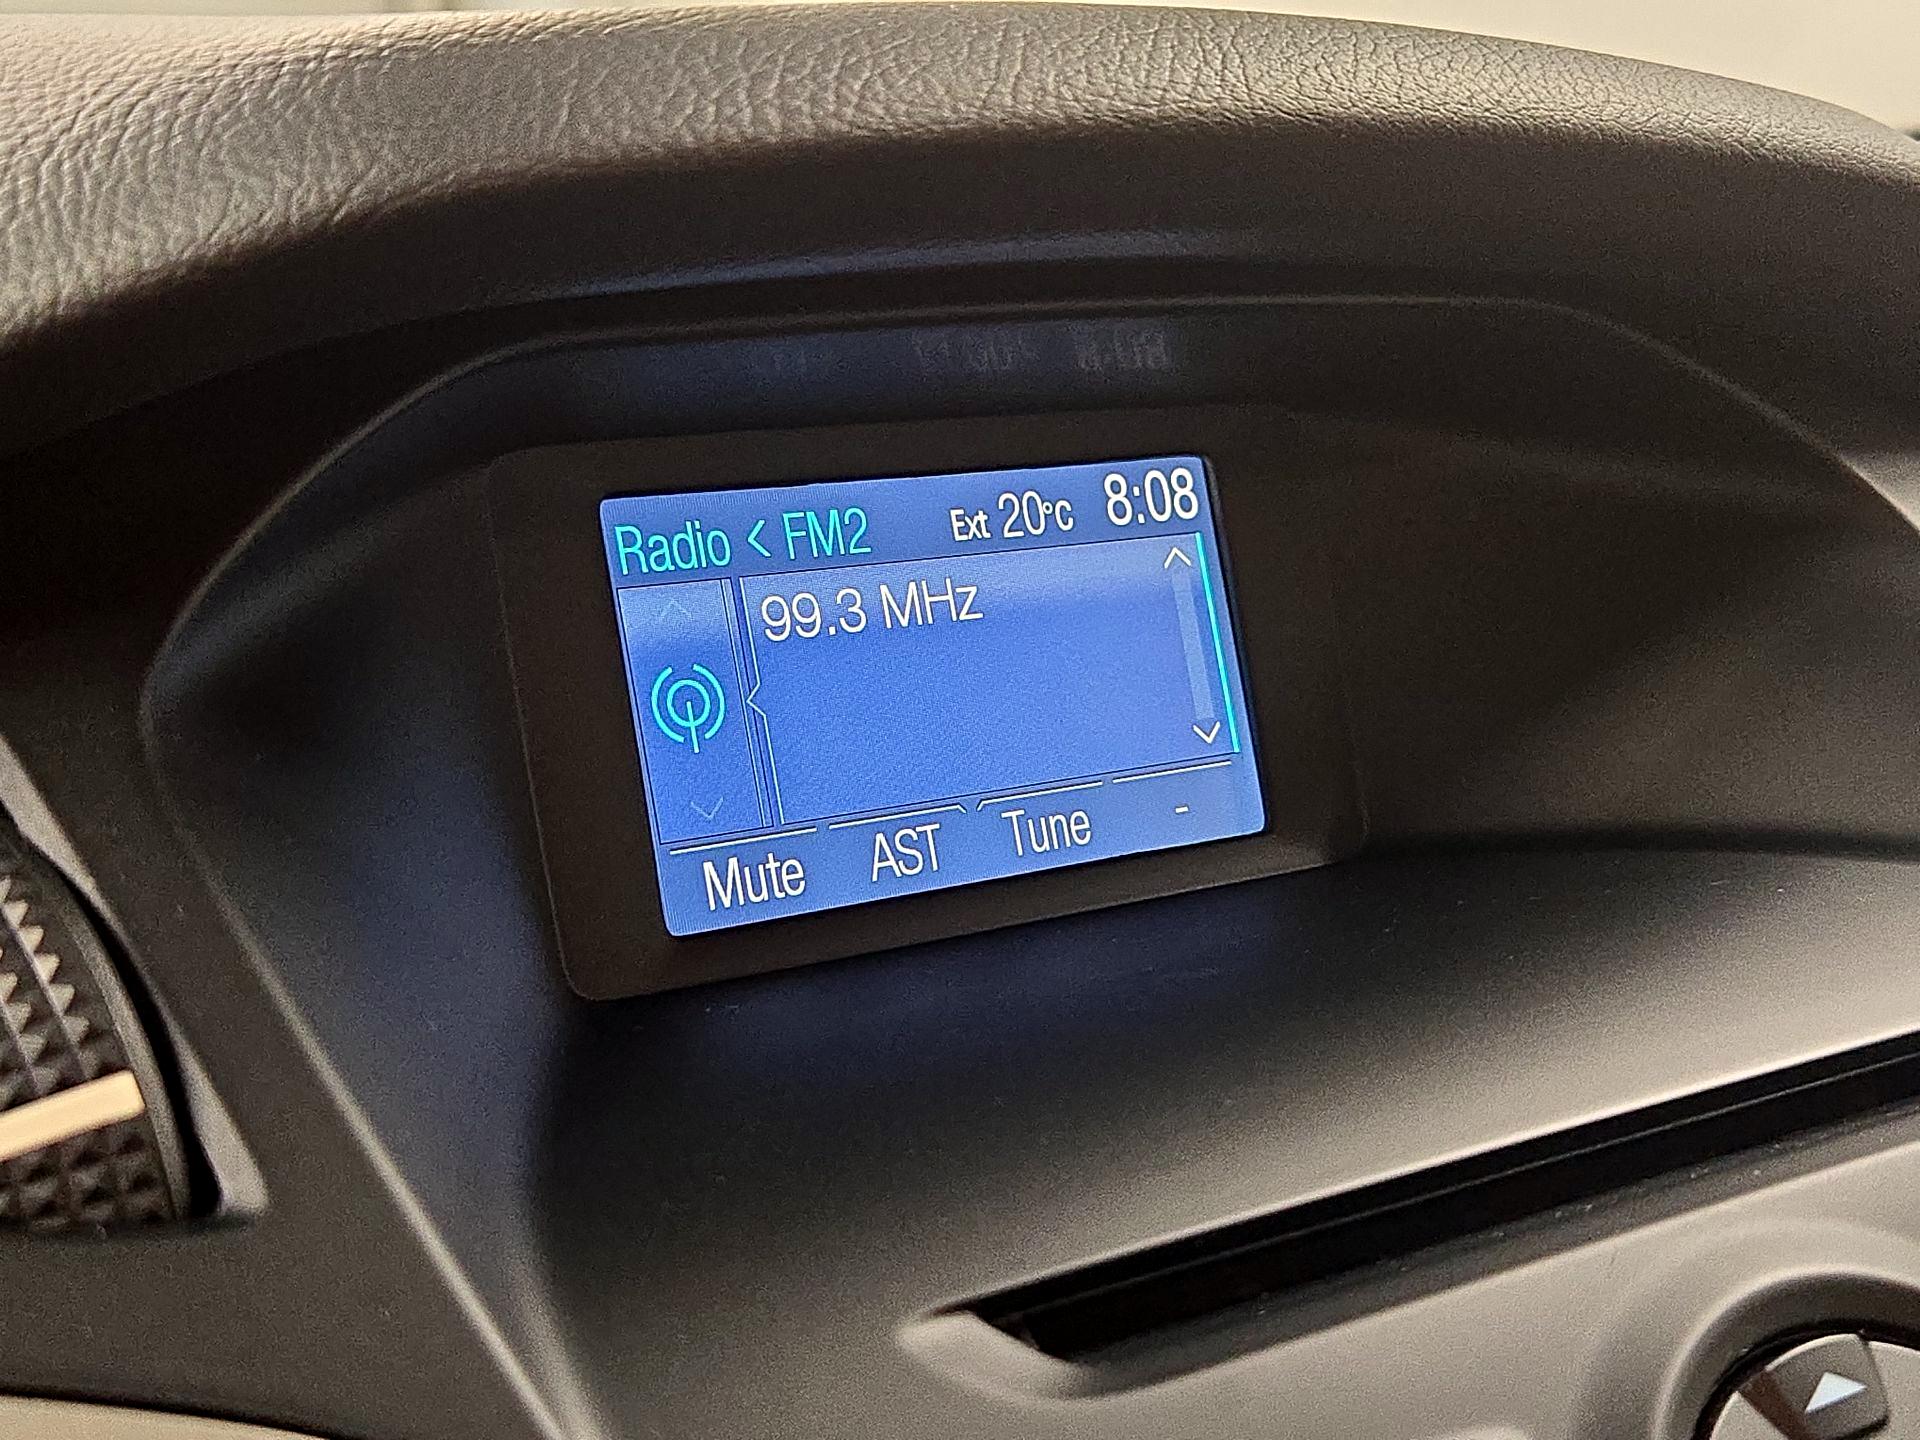 Radio < FM2 Ext 20°C 8:08
99.3 MHz
Mute AST Tune -